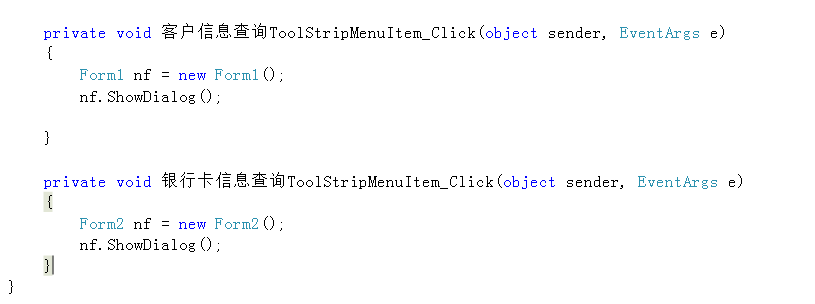 private void 客户信息查询ToolStripMenuItem_Click(object sender, EventArgs e)
{
Form1 nf = new Form1();
nf.ShowDialog();
}
private void 银行卡信息查询ToolStripMenuItem_Click(object sender, EventArgs e)
{
Form2 nf = new Form2();
nf.ShowDialog();
}
}